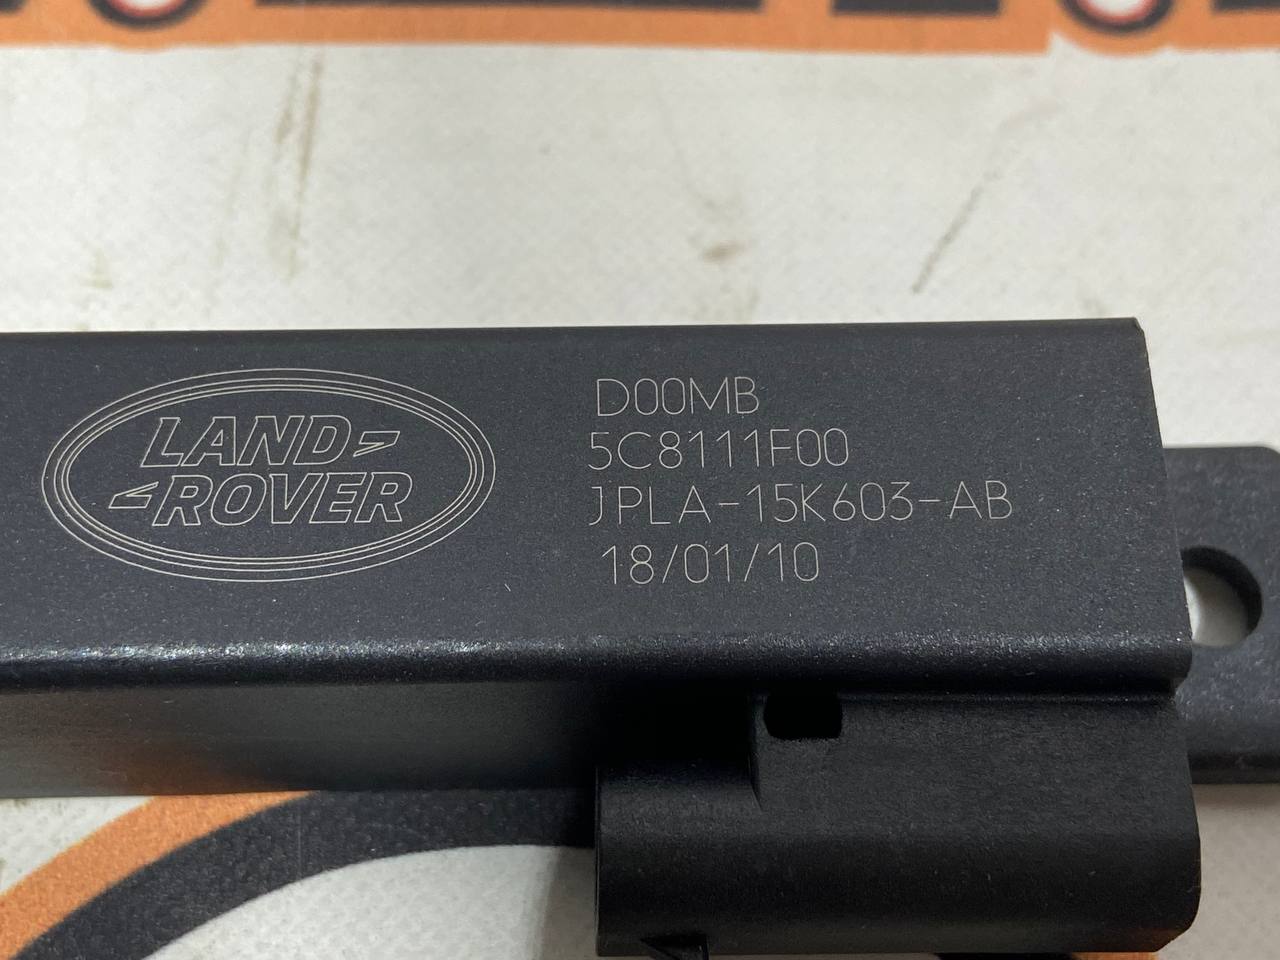 LAND
ROVER
D00MB
5C8111F00
JPLA-15K603-AB
18/01/10